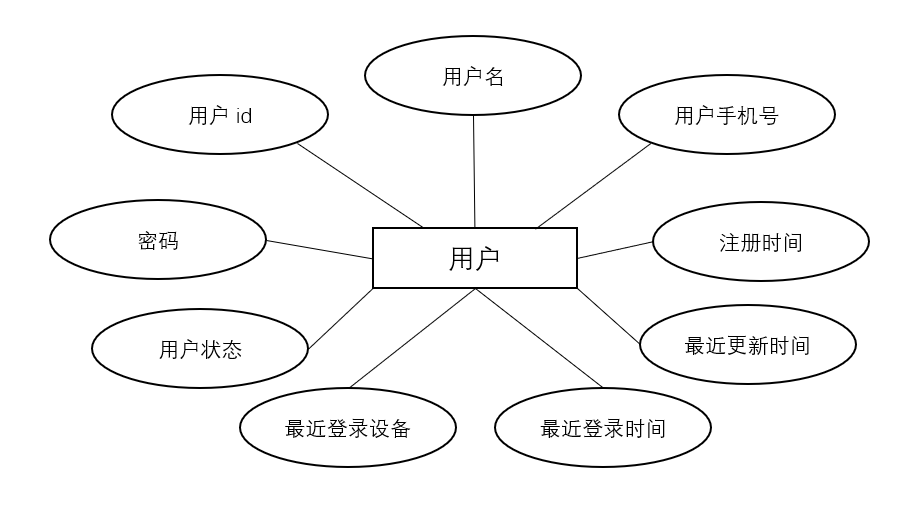 用户名
用户 id
用户手机号
密码
注册时间
用户
用户状态
最近更新时间
最近登录设备
最近登录时间